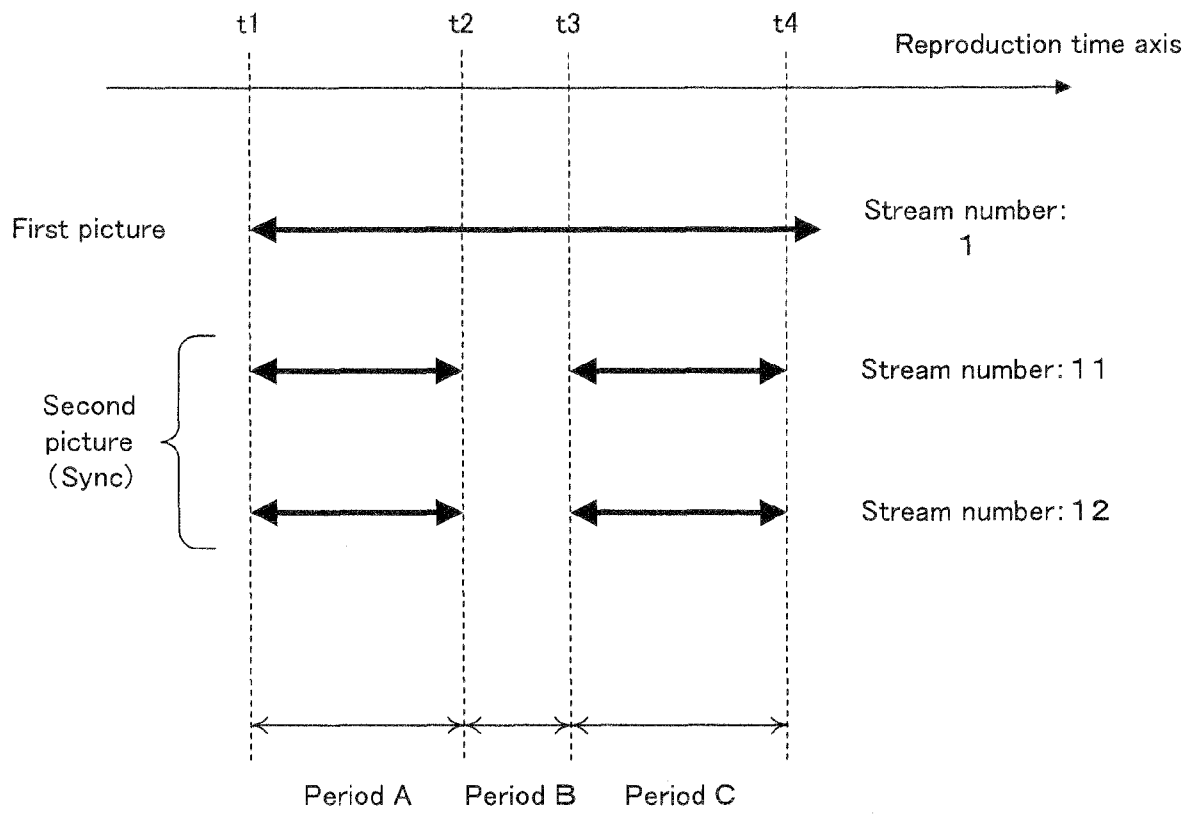 t1 t2 t3 t4
Reproduction time axis
First picture
Stream number:
1
Second
picture
(Sync)
Stream number: 11
Stream number: 12
Period A Period B Period C